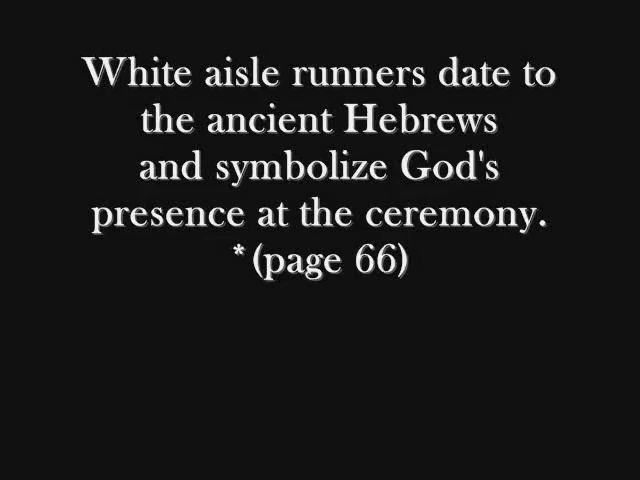 White aisle runners date to
the ancient Hebrews
and symbolize God's
presence at the ceremony.
*(page 66)